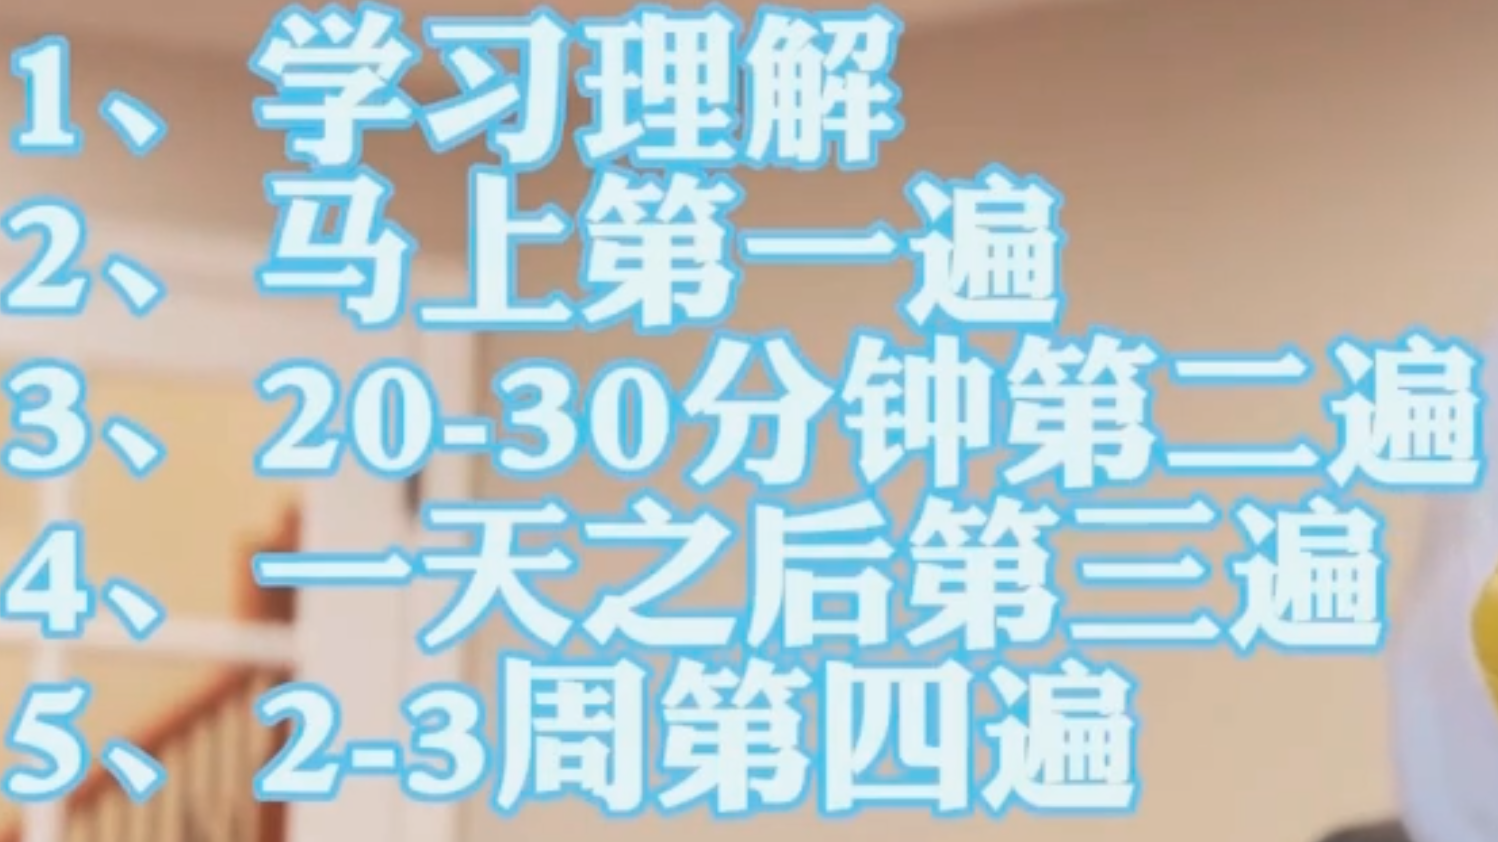 1、学习理解
2、马上第一遍
3、20-30分钟第二遍
4、一天之后第三遍
5、2-3周第四遍